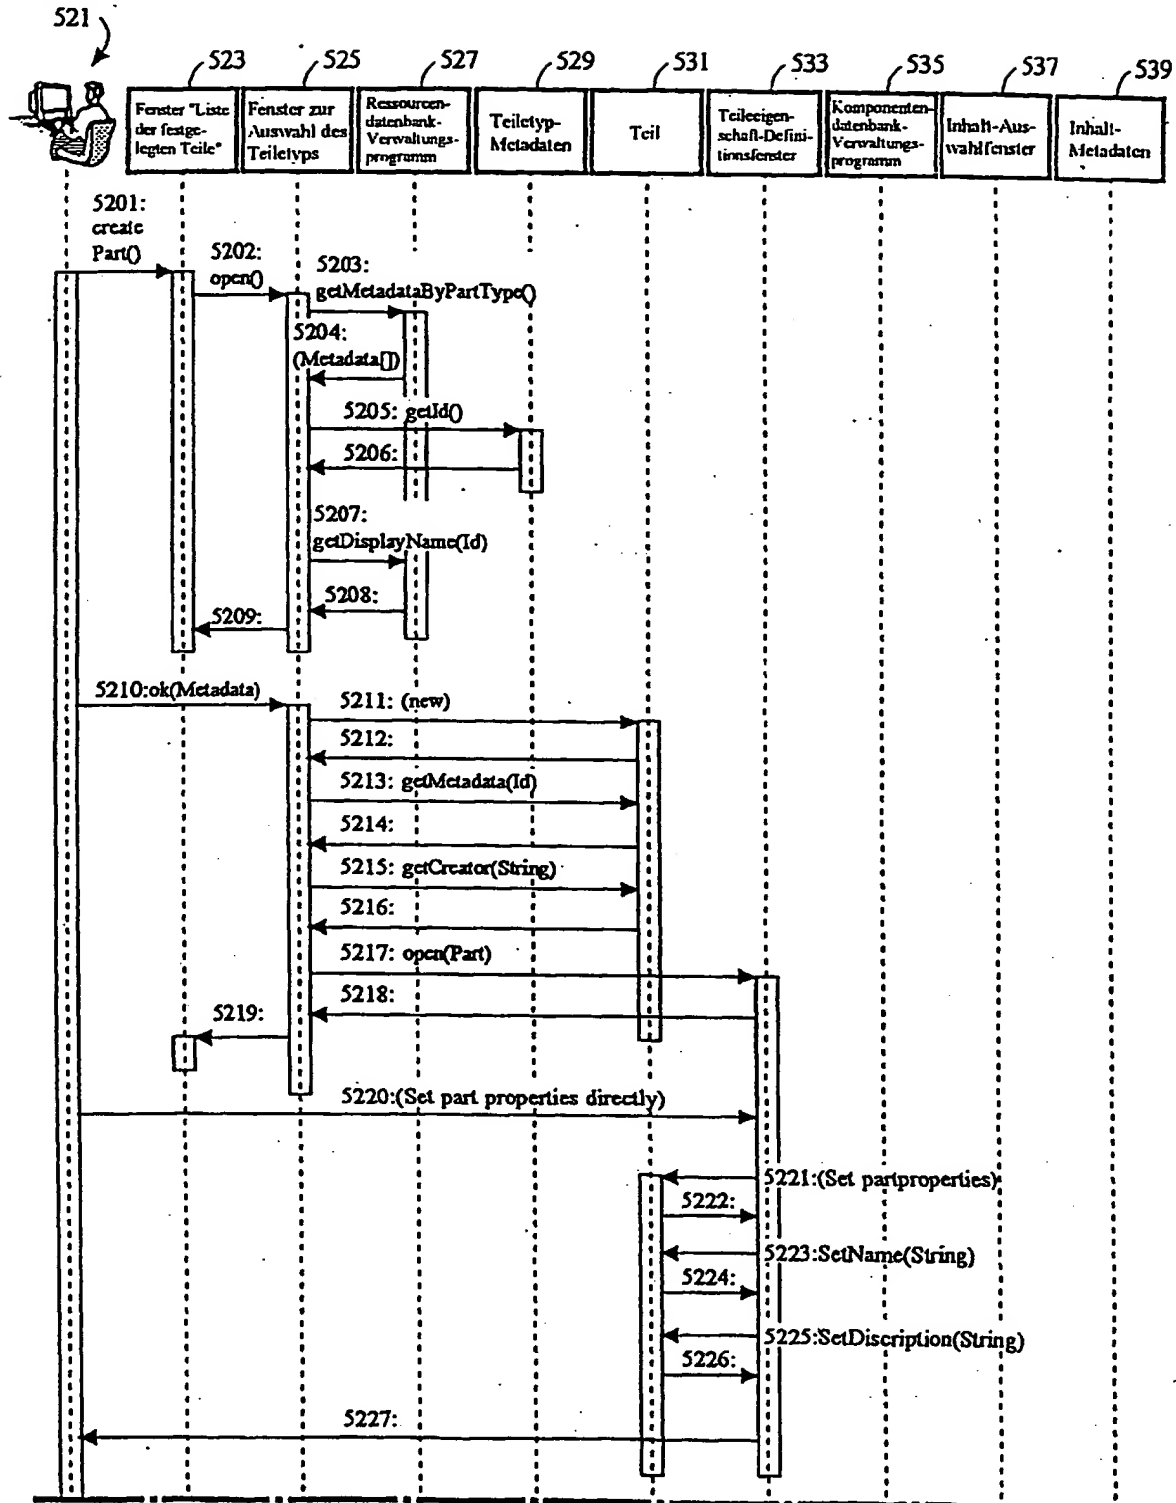 521
523
525
527
529
531
533
535
537
539
Fenster "Liste
der festge-
legten Teile"
Fenster zur
Auswahl des
Teiletyps
Ressourcen-
datenbank-
Verwaltungs-
programm
Teiletyp-
Metadaten
Teil
Teileeigen-
schaft-Defini-
tionsfenster
Komponenten-
datenbank-
Verwaltungs-
programm
Inhalt-Aus-
wahlfenster
Inhalt-
Metadaten
5201:
create
Part()
5202:
open()
5203:
getMetadataByPartType()
5204:
(Metadata[])
5205: getId()
5206:
5207:
getDisplayName(Id)
5208:
5209:
5210:ok(Metadata)
5211: (new)
5212:
5213: getMetadata(Id)
5214:
5215: getCreator(String)
5216:
5217: open(Part)
5218:
5219:
5220:(Set part properties directly)
5221:(Set partproperties)
5222:
5223:SetName(String)
5224:
5225:SetDiscription(String)
5226:
5227: